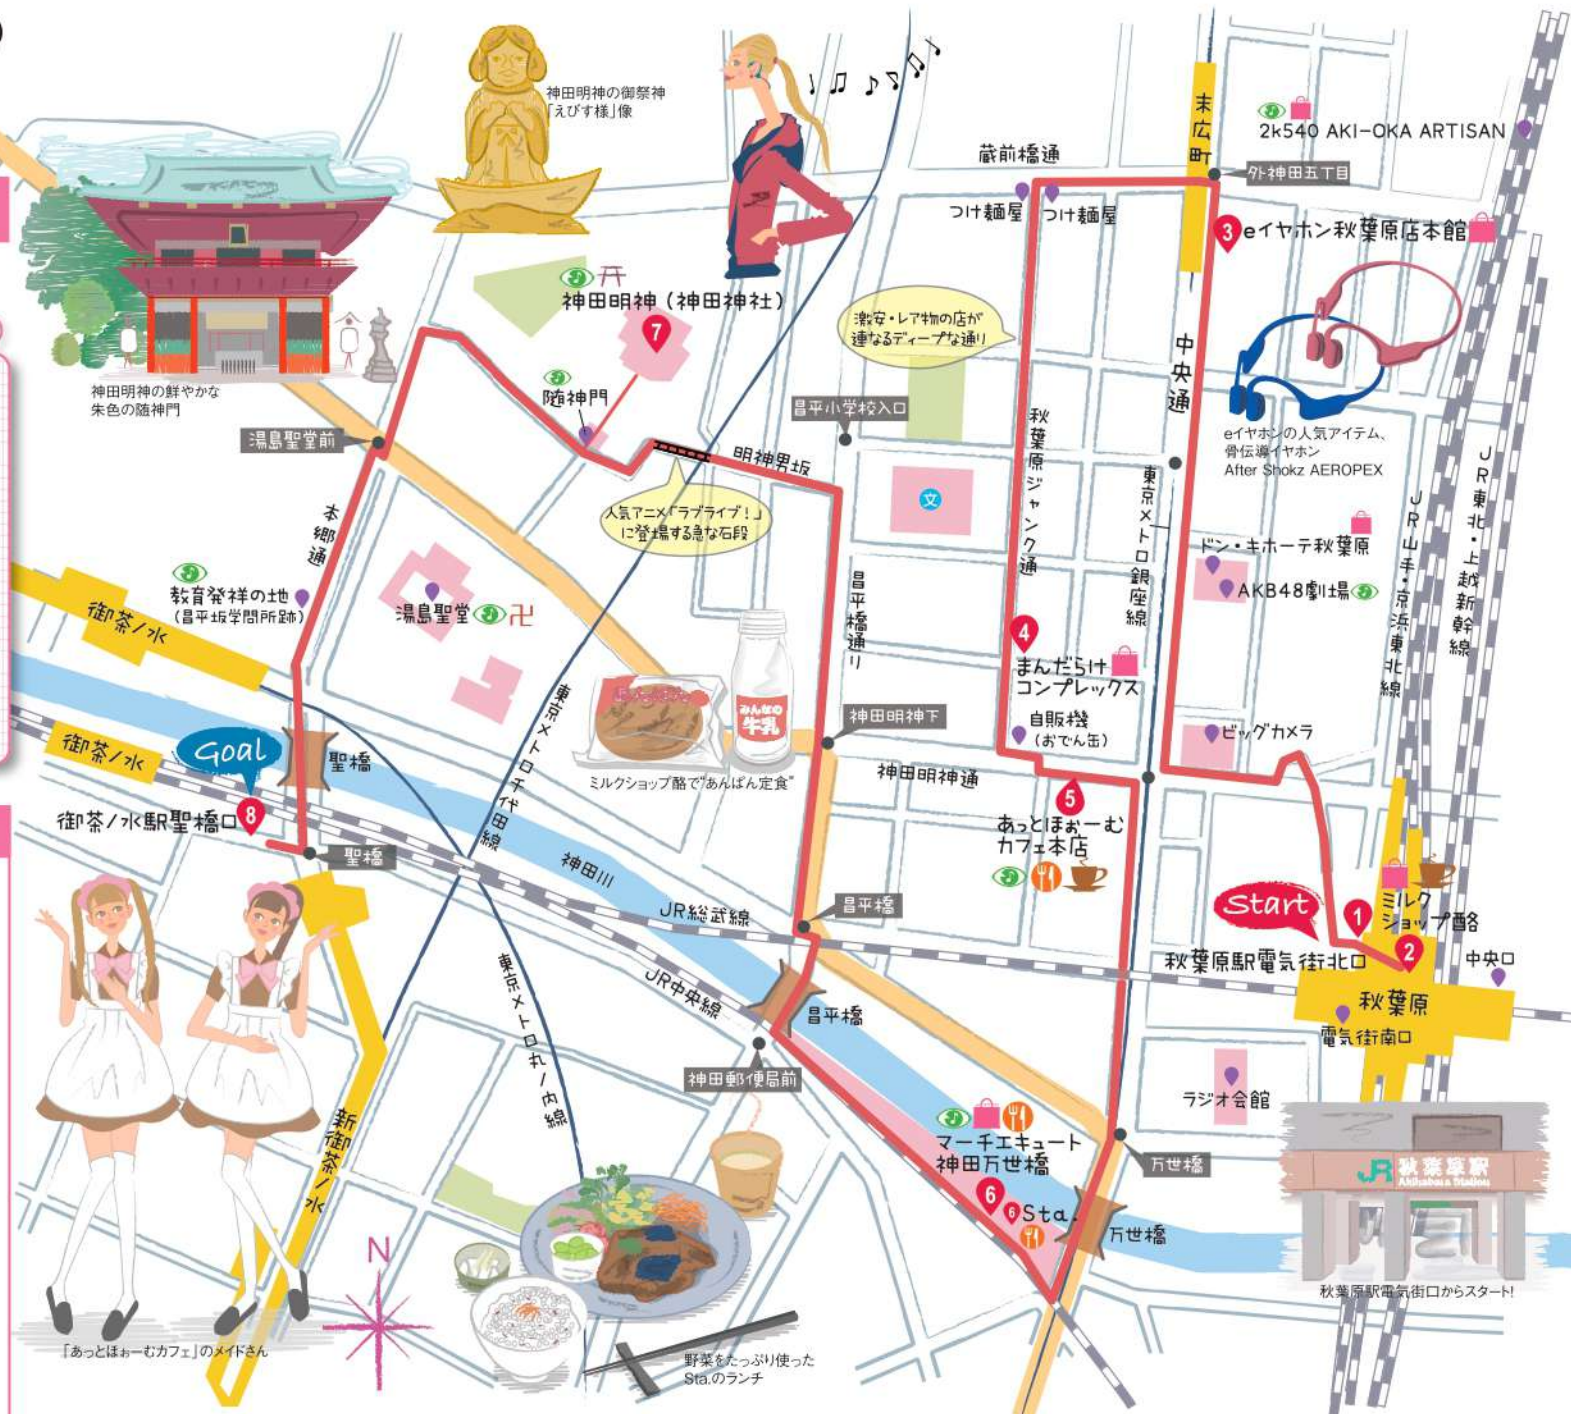 神田明神の御祭神
「えびす様」像
末広町
2k540 AKI-OKA ARTISAN
蔵前橋通
外神田五丁目
つけ麺屋
つけ麺屋
3
eイヤホン秋葉原店本館
神田明神（神田神社）
7
激安・レア物の店が
連なるディープな通り
中央通
神田明神の鮮やかな
朱色の随神門
随神門
昌平小学校入口
秋葉原ジャンク通
湯島聖堂前
明神男坂
eイヤホンの人気アイテム、
骨伝導イヤホン
After Shokz AEROPEX
JR東北・上越新幹線
JR山手・京浜東北線
東京メトロ銀座線
文
人気アニメ「ラブライブ！」
に登場する急な石段
本郷通
ドン・キホーテ秋葉原
AKB48劇場
教育発祥の地
（昌平坂学問所跡）
湯島聖堂
卍
昌平橋通り
御茶ノ水
4
まんだらけ
コンプレックス
みんなの
牛乳
東京メトロ千代田線
神田明神下
自販機
（おでん缶）
ビッグカメラ
御茶ノ水
Goal
聖橋
ミルクショップ酪で"あんぱん定食"
神田明神通
5
あっとほぉーむ
カフェ本店
8
御茶ノ水駅聖橋口
聖橋
神田川
JR総武線
昌平橋
Start
1
ミルク
ショップ酪
2
秋葉原駅電気街北口
中央口
JR中央線
東京メトロ丸ノ内線
昌平橋
秋葉原
電気街南口
神田郵便局前
ラジオ会館
新御茶ノ水
マーチエキュート
神田万世橋
6
6
Sta.
万世橋
万世橋
JR 秋葉原駅
Akihabara Station
秋葉原駅電気街口からスタート!
N
「あっとほぉーむカフェ」のメイドさん
野菜をたっぷり使った
Sta.のランチ